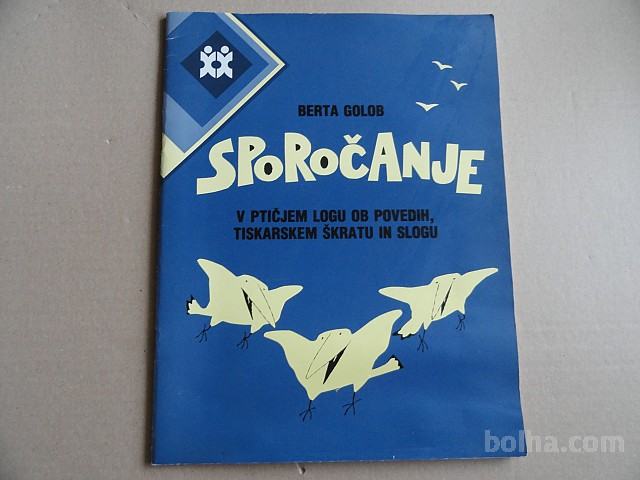 BERTA GOLOB
SPOROČANJE
V PTIČJEM LOGU OB POVEDIH,
TISKARSKEM ŠKRATU IN SLOGU
bolha.com